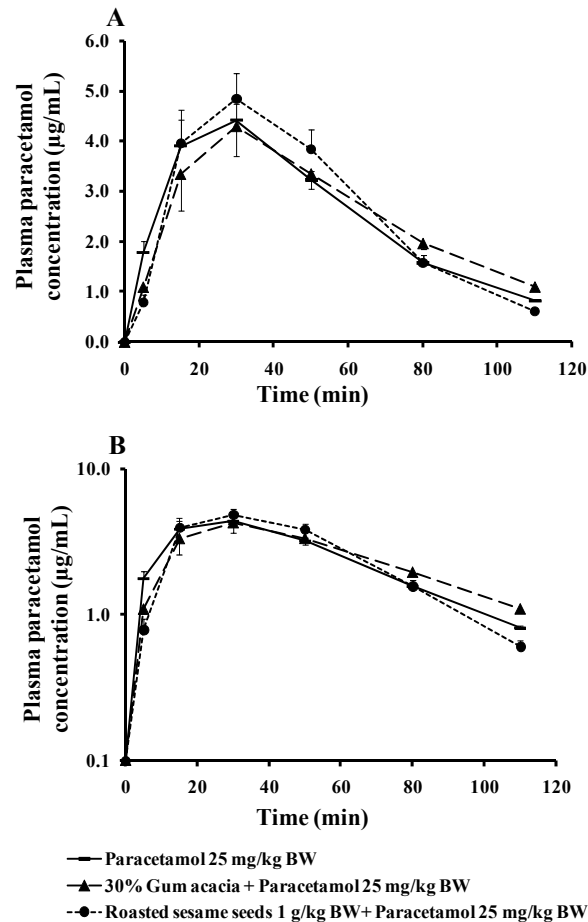 A
Plasma paracetamol
concentration (µg/mL)
6.0
5.0
4.0
3.0
2.0
1.0
0.0
0 20 40 60 80 100 120
Time (min)
B
Plasma paracetamol
concentration (µg/mL)
10.0
1.0
0.1
0 20 40 60 80 100 120
Time (min)
Paracetamol 25 mg/kg BW
30% Gum acacia + Paracetamol 25 mg/kg BW
Roasted sesame seeds 1 g/kg BW+ Paracetamol 25 mg/kg BW